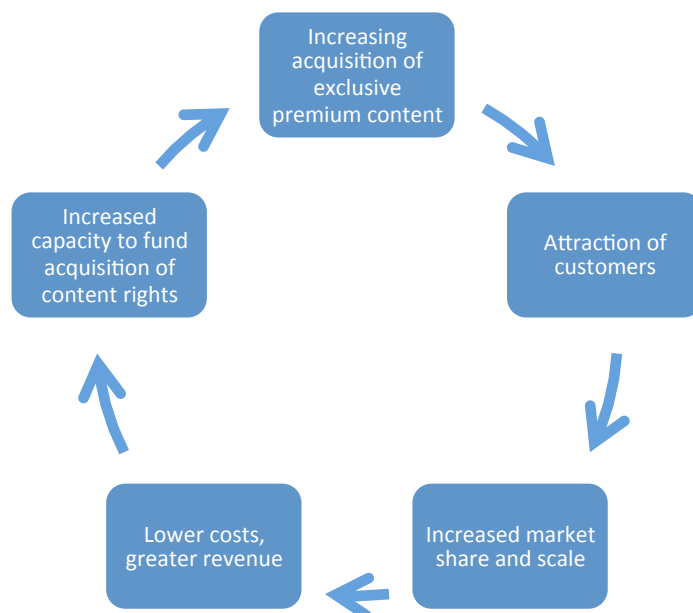 Increasing
acquisition of
exclusive
premium content
Attraction of
customers
Increased market
share and scale
Lower costs,
greater revenue
Increased
capacity to fund
acquisition of
content rights